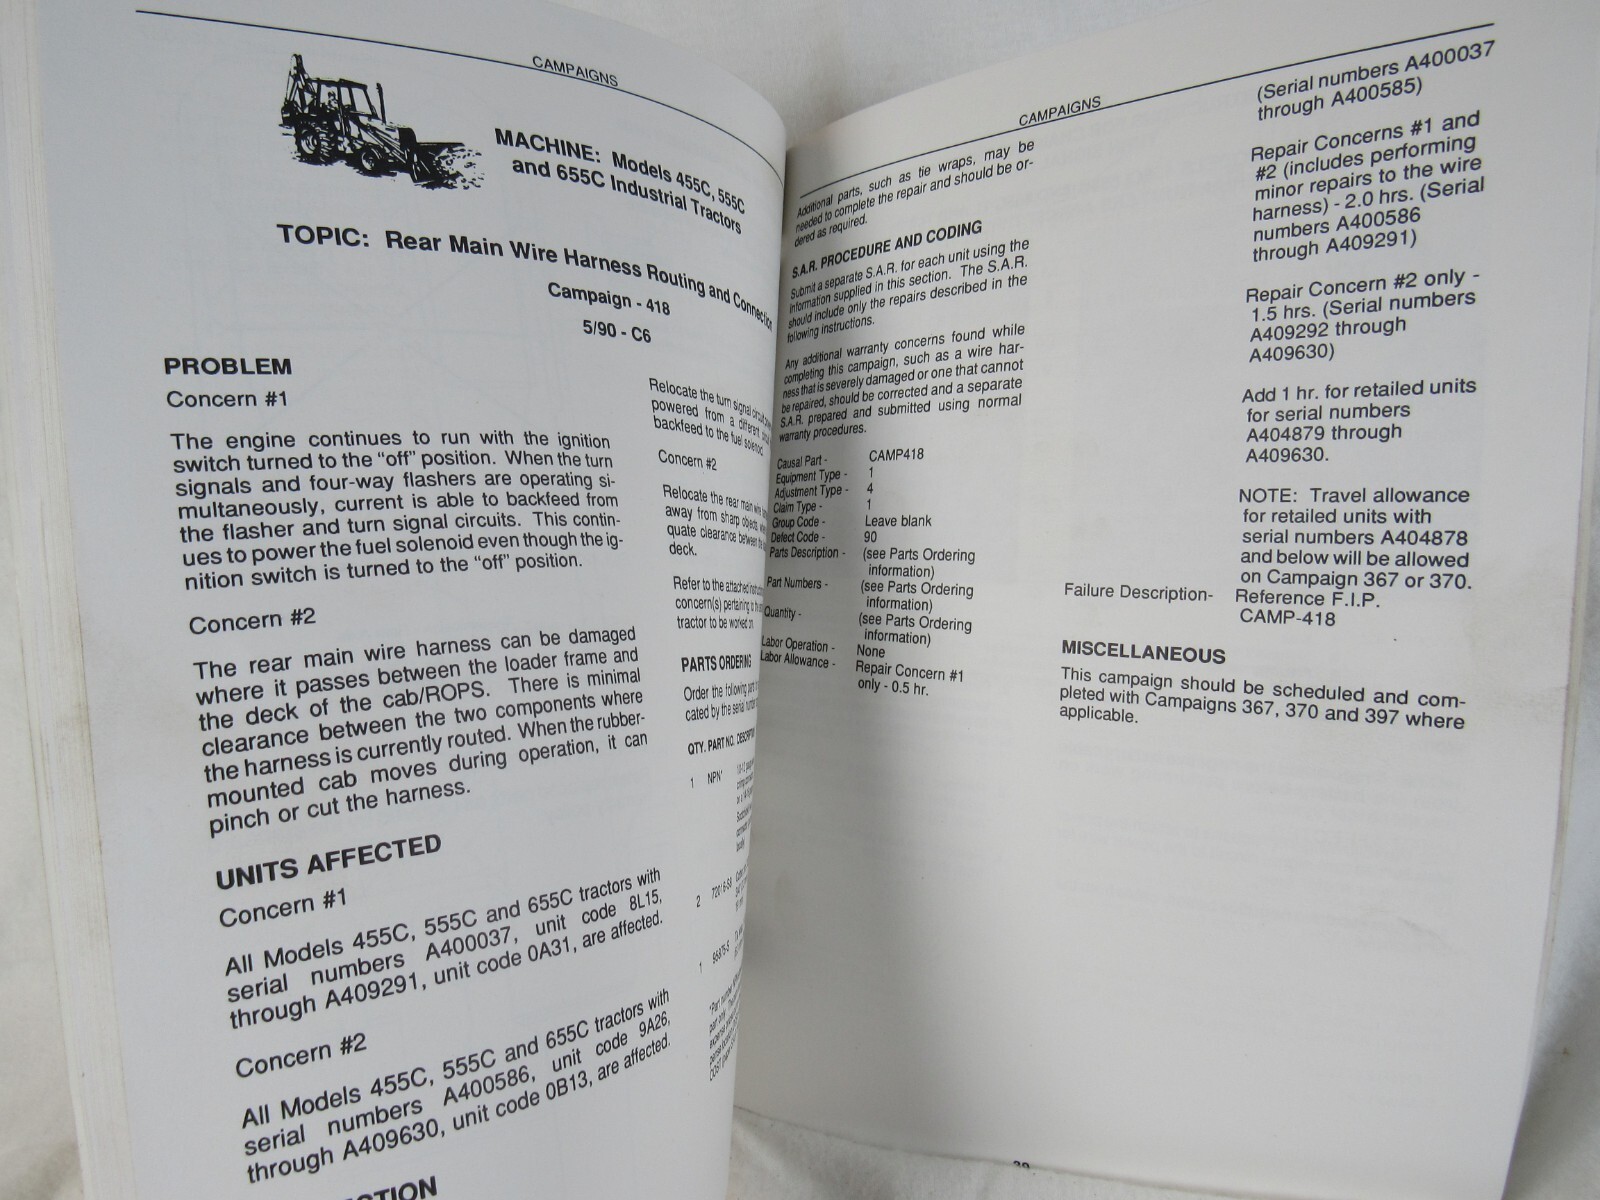 CAMPAIGNS
MACHINE: Models 455C, 555C
and 655C Industrial Tractors
TOPIC: Rear Main Wire Harness Routing and Connection
Campaign - 418
5/90 - C6
PROBLEM
Concern #1
The engine continues to run with the ignition
switch turned to the “off” position. When the turn
signals and four-way flashers are operating si-
multaneously, current is able to backfeed from
the flasher and turn signal circuits. This contin-
ues to power the fuel solenoid even though the ig-
nition switch is turned to the “off” position.
Concern #2
The rear main wire harness can be damaged
where it passes between the loader frame and
the deck of the cab/ROPS. There is minimal
clearance between the two components where
the harness is currently routed. When the rubber-
mounted cab moves during operation, it can
pinch or cut the harness.
UNITS AFFECTED
Concern #1
All Models 455C, 555C and 655C tractors with
serial numbers A400037, unit code 8L15,
through A409291, unit code 0A31, are affected.
Concern #2
All Models 455C, 555C and 655C tractors with
serial numbers A400586, unit code 9A26,
through A409630, unit code 0B13, are affected.
Relocate the turn signal circuit
powered from a different
backfeed to the fuel solenoid.
Concern #2
Relocate the rear main wire
away from sharp objects
quate clearance between the
deck.
Refer to the attached
concern(s) pertaining to the
tractor to be worked on.
PARTS ORDERING
Order the following
cated by the serial
QTY. PART NO.
1 NPN*
2
1
CAMPAIGNS
Additional parts, such as tie wraps, may be
needed to complete the repair and should be or-
dered as required.
S.A.R. PROCEDURE AND CODING
Submit a separate S.A.R. for each unit using the
information supplied in this section. The S.A.R.
should include only the repairs described in the
following instructions.
Any additional warranty concerns found while
completing this campaign, such as a wire har-
ness that is severely damaged or one that cannot
be repaired, should be corrected and a separate
S.A.R. prepared and submitted using normal
warranty procedures.
Causal Part - CAMP418
Equipment Type - 1
Adjustment Type - 4
Claim Type - 1
Group Code - Leave blank
Defect Code - 90
Parts Description - (see Parts Ordering
information)
Part Numbers - (see Parts Ordering
information)
Quantity - (see Parts Ordering
information)
Labor Operation - None
Labor Allowance - Repair Concern #1
only - 0.5 hr.
(Serial numbers A400037
through A400585)
Repair Concerns #1 and
#2 (includes performing
minor repairs to the wire
harness) - 2.0 hrs. (Serial
numbers A400586
through A409291)
Repair Concern #2 only -
1.5 hrs. (Serial numbers
A409292 through
A409630)
Add 1 hr. for retailed units
for serial numbers
A404879 through
A409630.
NOTE: Travel allowance
for retailed units with
serial numbers A404878
and below will be allowed
on Campaign 367 or 370.
Failure Description- Reference F.I.P.
CAMP-418
MISCELLANEOUS
This campaign should be scheduled and com-
pleted with Campaigns 367, 370 and 397 where
applicable.